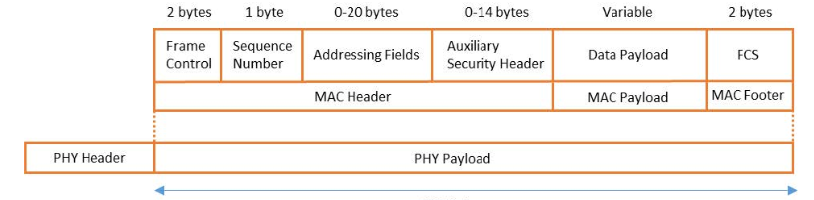 2 bytes 1 byte 0-20 bytes 0-14 bytes Variable 2 bytes
Frame Control Sequence Number Addressing Fields Auxiliary Security Header Data Payload FCS
MAC Header MAC Payload MAC Footer
PHY Header PHY Payload